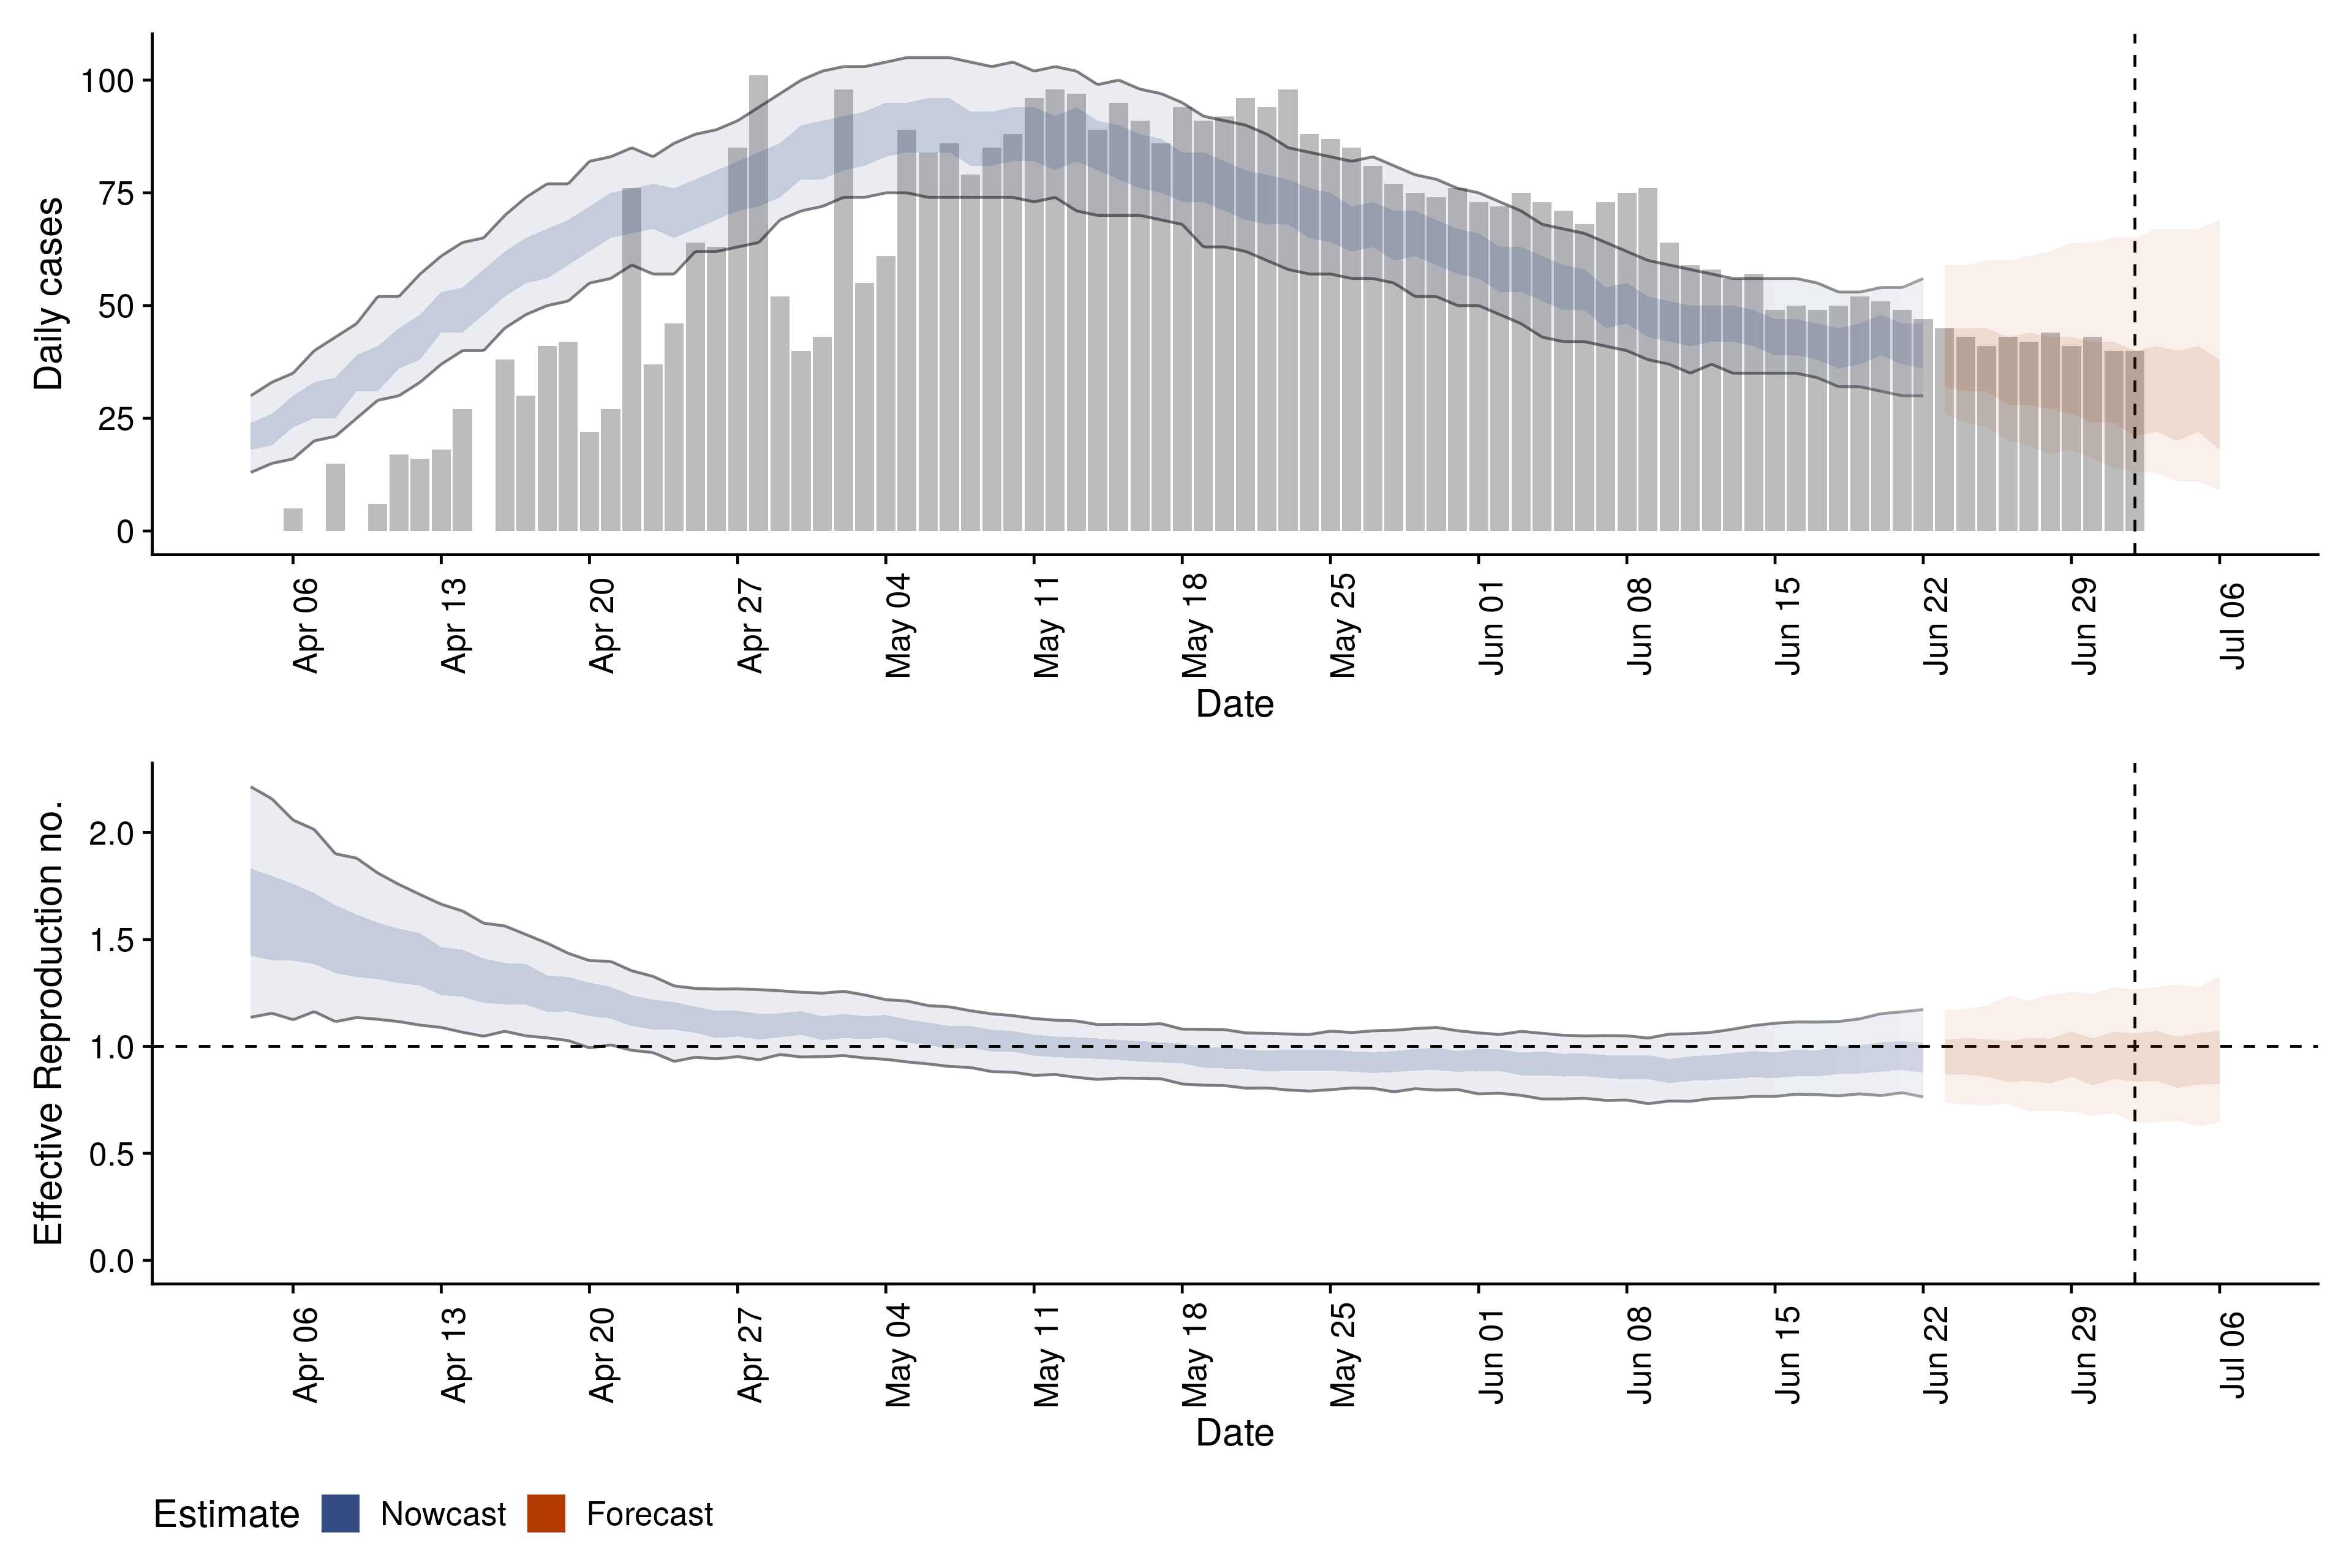 Daily cases
100
75
50
25
0
Apr 06
Apr 13
Apr 20
Apr 27
May 04
May 11
May 18
May 25
Jun 01
Jun 08
Jun 15
Jun 22
Jun 29
Jul 06
Date
Effective Reproduction no.
2.0
1.5
1.0
0.5
0.0
Apr 06
Apr 13
Apr 20
Apr 27
May 04
May 11
May 18
May 25
Jun 01
Jun 08
Jun 15
Jun 22
Jun 29
Jul 06
Date
Estimate Nowcast Forecast